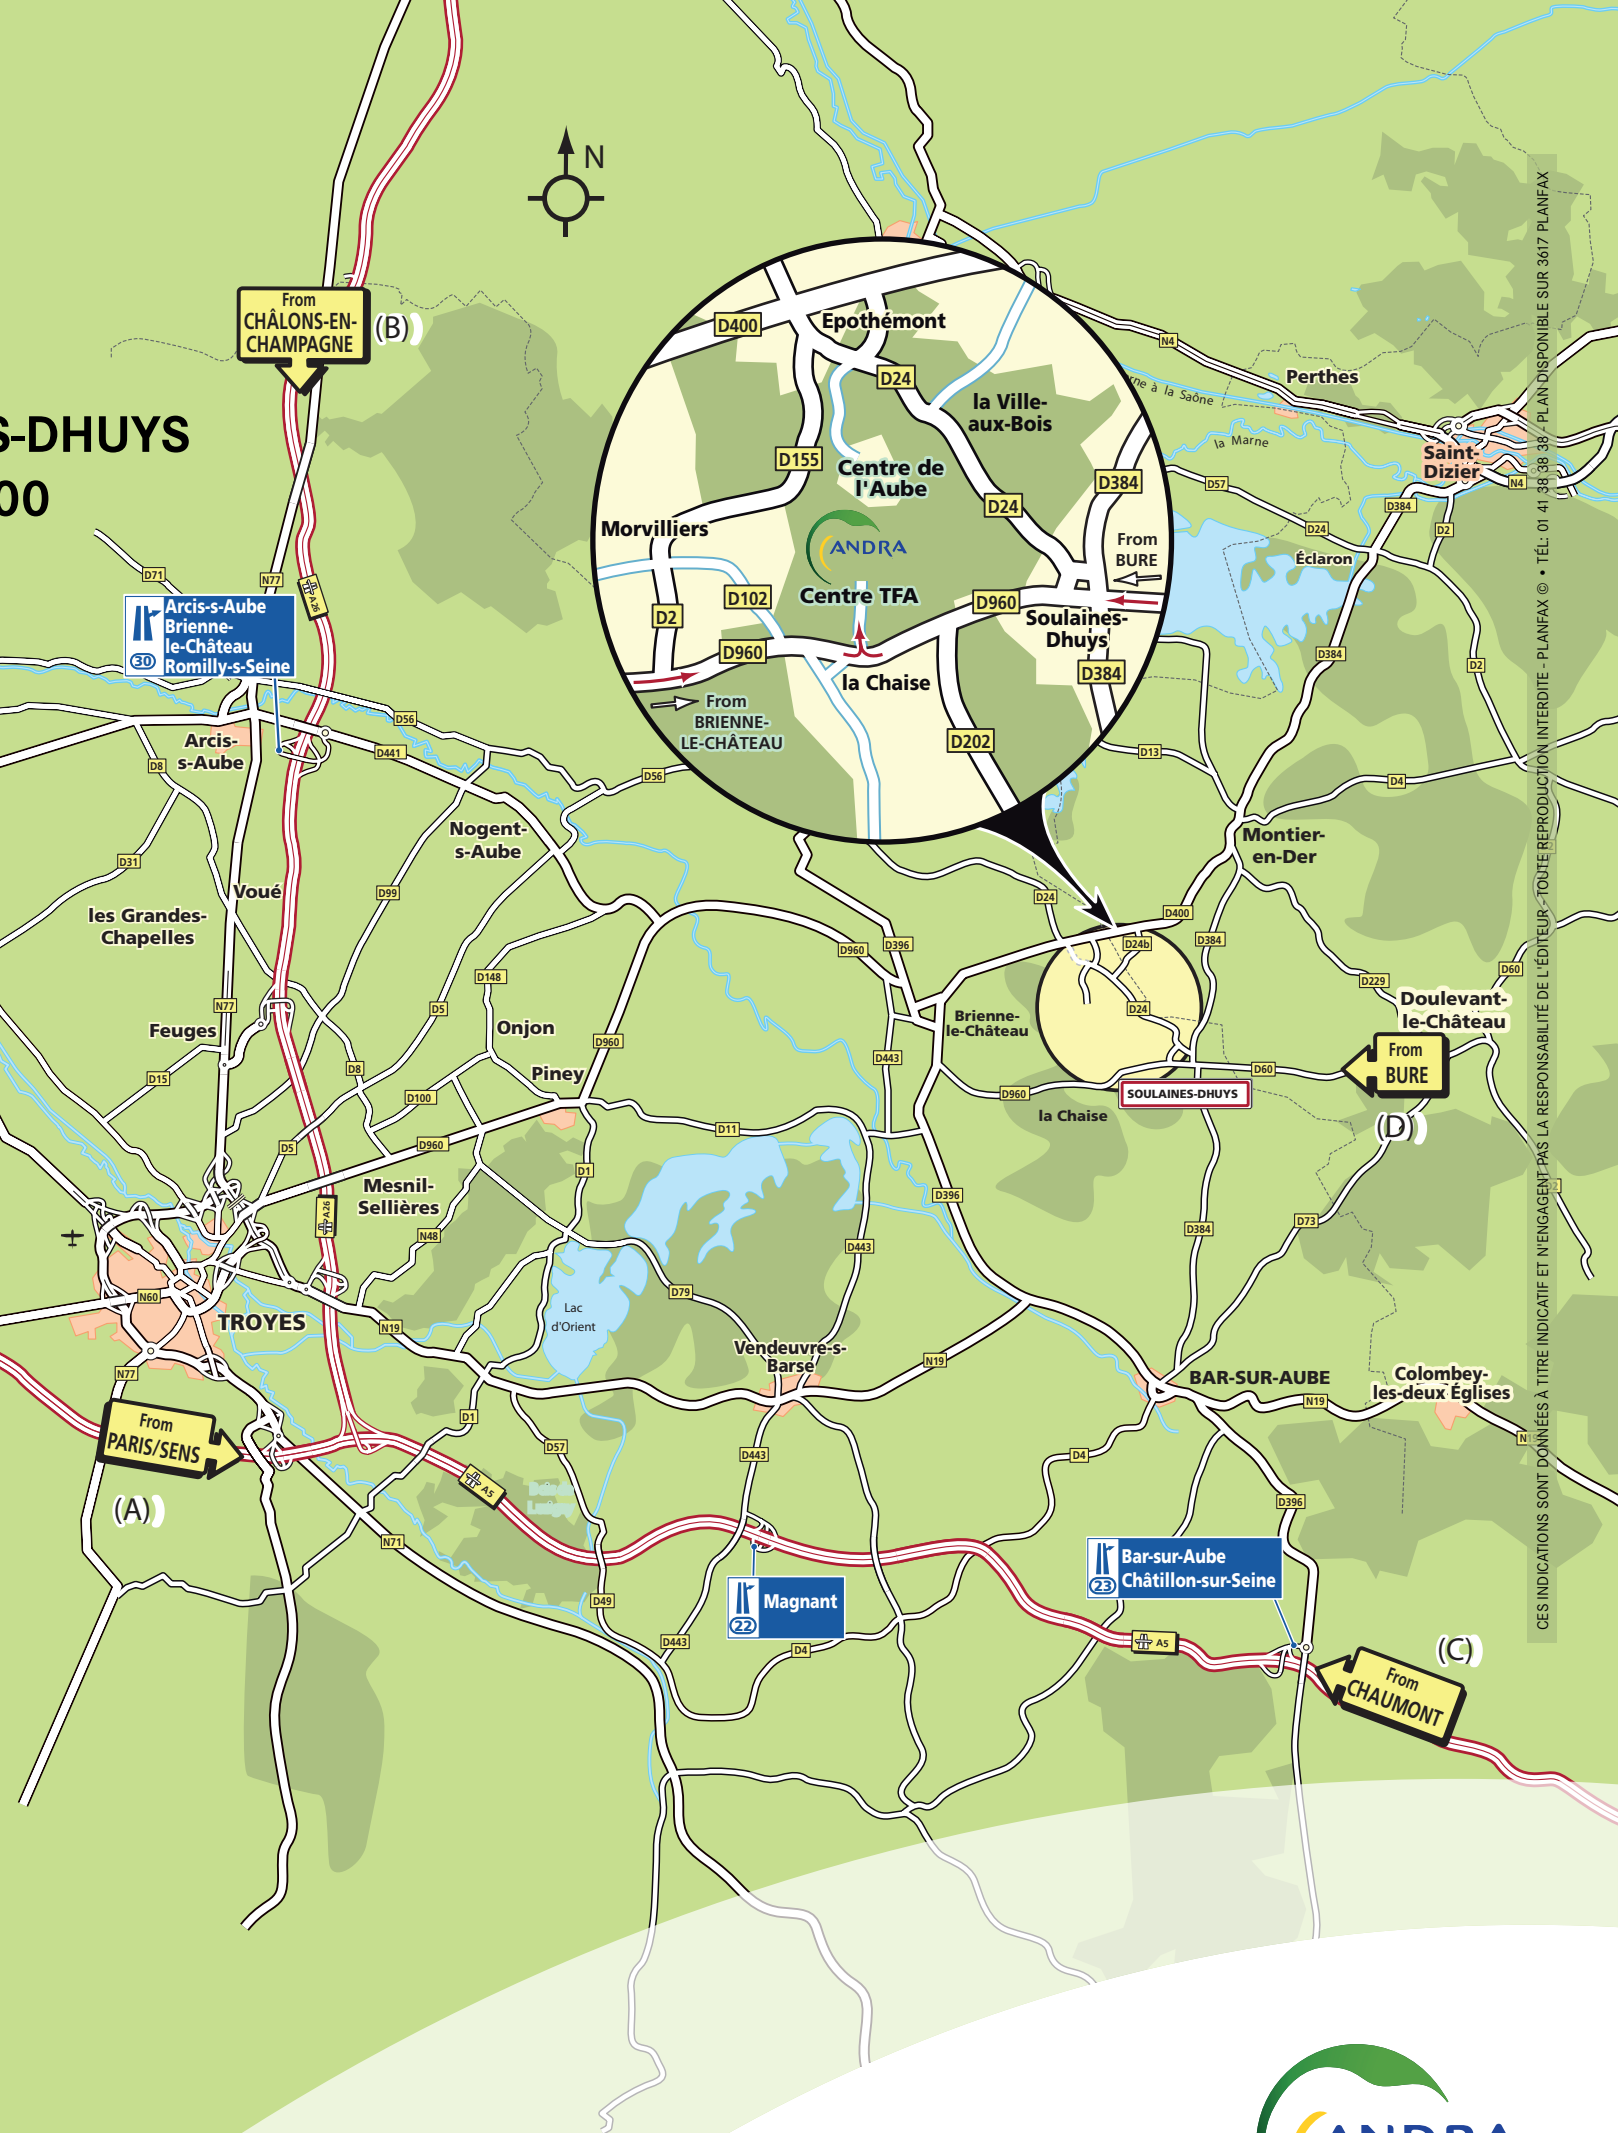 N
From
CHÂLONS-EN-
CHAMPAGNE
(B)
S-DHUYS
00
D400
Epothémont
D24
la Ville-
aux-Bois
D155
Centre de
l'Aube
D384
D24
Morvilliers
ANDRA
From
BURE
D102
Centre TFA
D960
D2
Soulaines-
Dhuys
D960
D384
la Chaise
From
BRIENNE-
LE-CHÂTEAU
D202
N4
Perthes
rne à la Saône
la Marne
Saint-
Dizier
D57
N4
D384
D24
D2
Éclaron
D384
D2
D71
N77
A26
Arcis-s-Aube
Brienne-
le-Château
Romilly-s-Seine
30
D56
Arcis-
s-Aube
D441
D8
D56
D13
D4
Nogent-
s-Aube
Montier-
en-Der
D31
Voué
D99
les Grandes-
Chapelles
D24
D400
D960
D396
D24b
D384
D60
D148
D229
N77
D5
D24
Doulevant-
le-Château
Feuges
Onjon
Brienne-
le-Château
D960
D443
From
BURE
D15
D8
Piney
D60
D100
D960
SOULAINES-DHUYS
la Chaise
(D)
D5
D960
D11
D1
Mesnil-
Sellières
D396
A26
N48
D443
D384
D73
N60
D79
Lac
d'Orient
TROYES
N19
Vendeuvre-s-
Barse
N19
N77
BAR-SUR-AUBE
Colombey-
les-deux Églises
N19
D1
From
PARIS/SENS
D57
D443
D4
N19
A5
(A)
D396
N71
Bar-sur-Aube
Châtillon-sur-Seine
23
Magnant
22
D49
D443
D4
A5
(C)
From
CHAUMONT
CES INDICATIONS SONT DONNÉES À TITRE INDICATIF ET N'ENGAGENT PAS LA RESPONSABILITÉ DE L'ÉDITEUR - TOUTE REPRODUCTION INTERDITE - PLANFAX © • TÉL: 01 41 38 38 38 - PLAN DISPONIBLE SUR 3617 PLANFAX
ANDRA